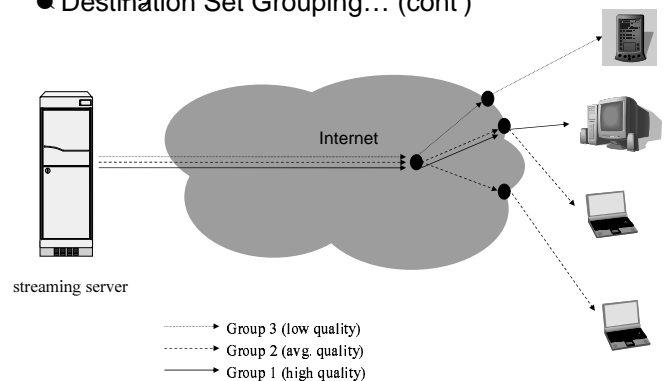 Destination Set Grouping… (cont')
Internet
streaming server
Group 3 (low quality)
Group 2 (avg. quality)
Group 1 (high quality)